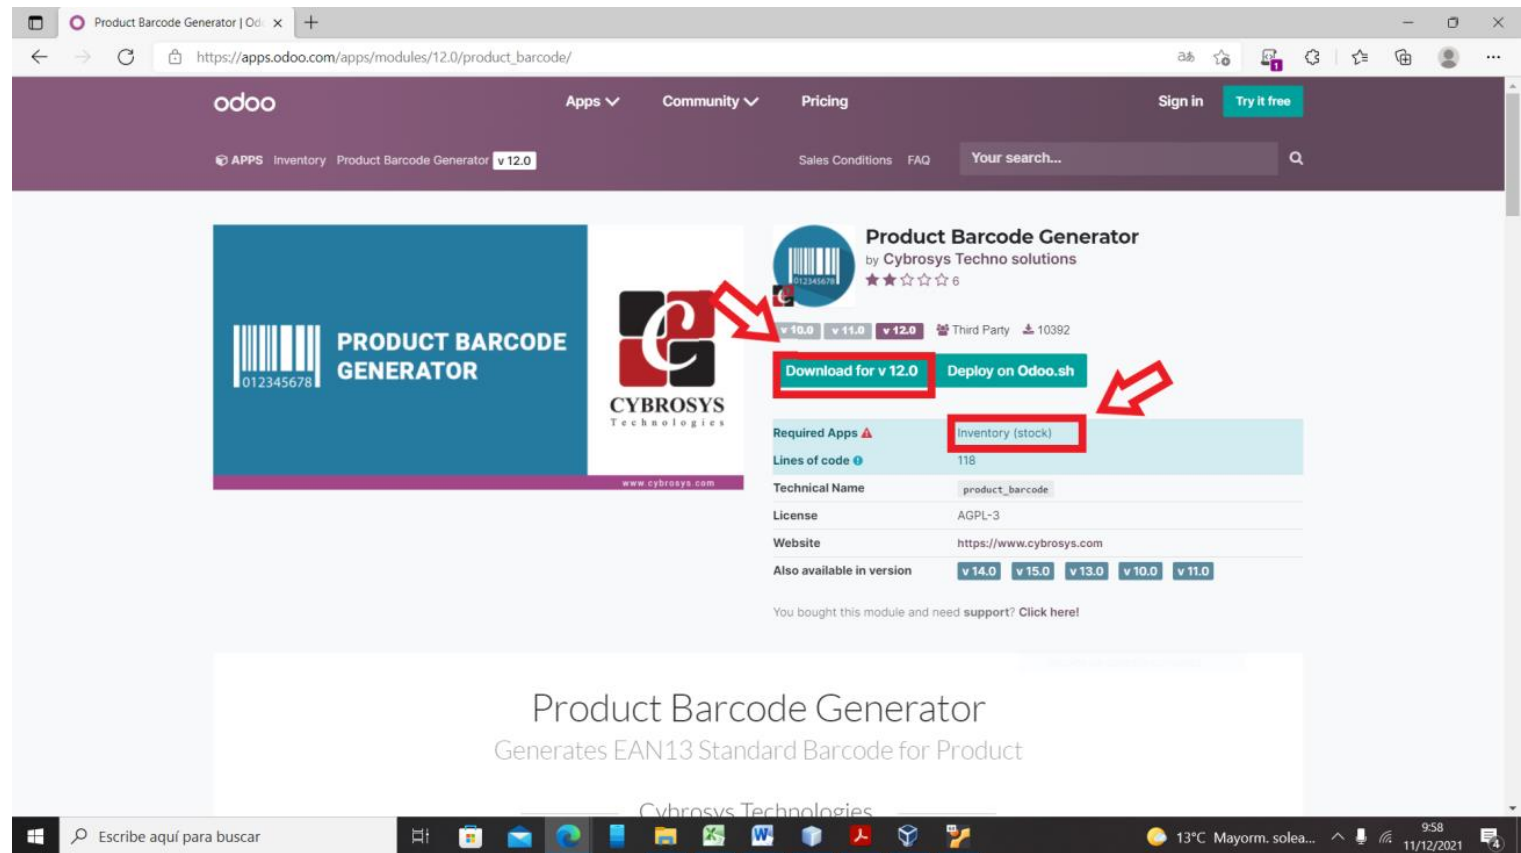 Product Barcode Generator | Od
https://apps.odoo.com/apps/modules/12.0/product_barcode/
1
odoo
Apps
Community
Pricing
Sign in
Try it free
APPS Inventory Product Barcode Generator v 12.0
Sales Conditions FAQ
Your search...
012345678
PRODUCT BARCODE
GENERATOR
C
CYBROSYS
Technologies
www.cybrosys.com
012345678
Product Barcode Generator
by Cybrosys Techno solutions
6
v 10.0 v 11.0 v 12.0 Third Party 10392
Download for v 12.0
Deploy on Odoo.sh
Required Apps Inventory (stock)
Lines of code 118
Technical Name product_barcode
License AGPL-3
Website https://www.cybrosys.com
Also available in version v 14.0 v 15.0 v 13.0 v 10.0 v 11.0
You bought this module and need support? Click here!
Product Barcode Generator
Generates EAN13 Standard Barcode for Product
Cybrosys Technologies
Escribe aquí para buscar
13°C Mayorm. solea...
9:58
11/12/2021
4